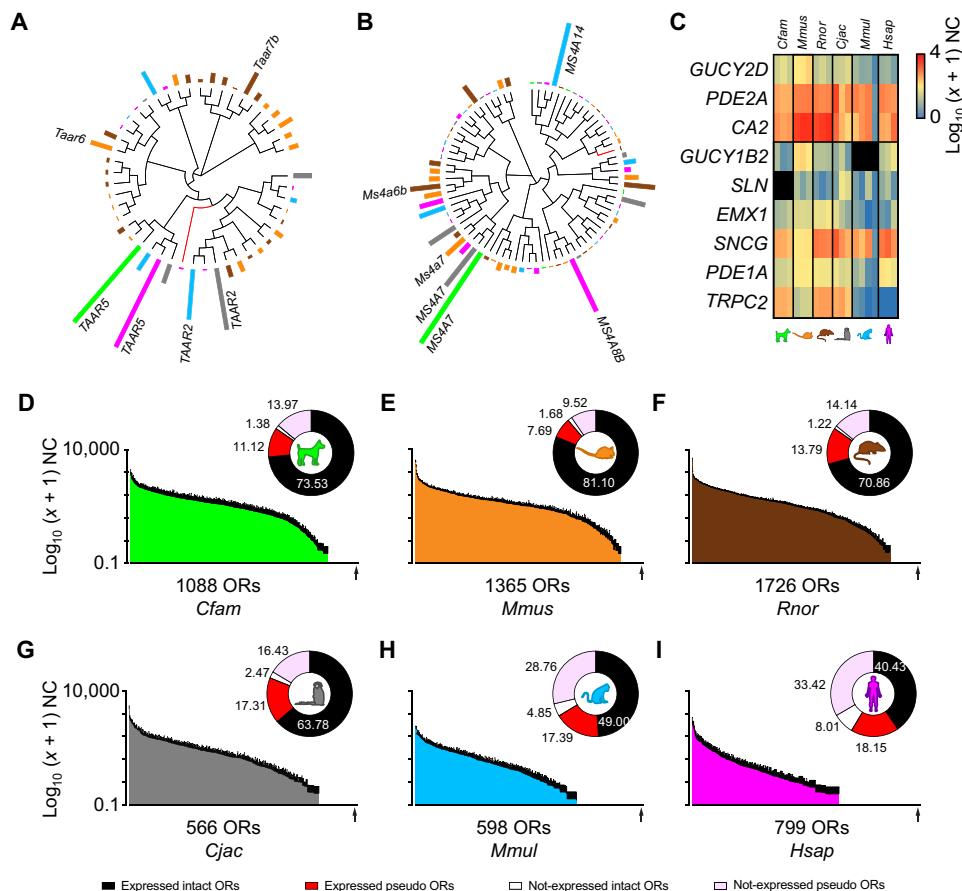 A
B
C
Taar7b
Taar6
TAAR5
TAAR5
TAAR2
TAAR2
MS4A14
Ms4a6b
Ms4a7
MS4A7
MS4A7
MS4A8B
Cfam
Mmus
Rnor
Cjac
Mmul
Hsap
GUCY2D
PDE2A
CA2
GUCY1B2
SLN
EMX1
SNCG
PDE1A
TRPC2
4
0
Log10 (x + 1) NC
D
E
F
13.97
1.38
11.12
73.53
9.52
1.68
7.69
81.10
14.14
1.22
13.79
70.86
10,000
Log10 (x + 1) NC
0.1
1088 ORs
1365 ORs
1726 ORs
Cfam
Mmus
Rnor
G
H
I
16.43
2.47
17.31
63.78
28.76
4.85
17.39
49.00
33.42
8.01
18.15
40.43
10,000
Log10 (x + 1) NC
0.1
566 ORs
598 ORs
799 ORs
Cjac
Mmul
Hsap
Expressed intact ORs
Expressed pseudo ORs
Not-expressed intact ORs
Not-expressed pseudo ORs